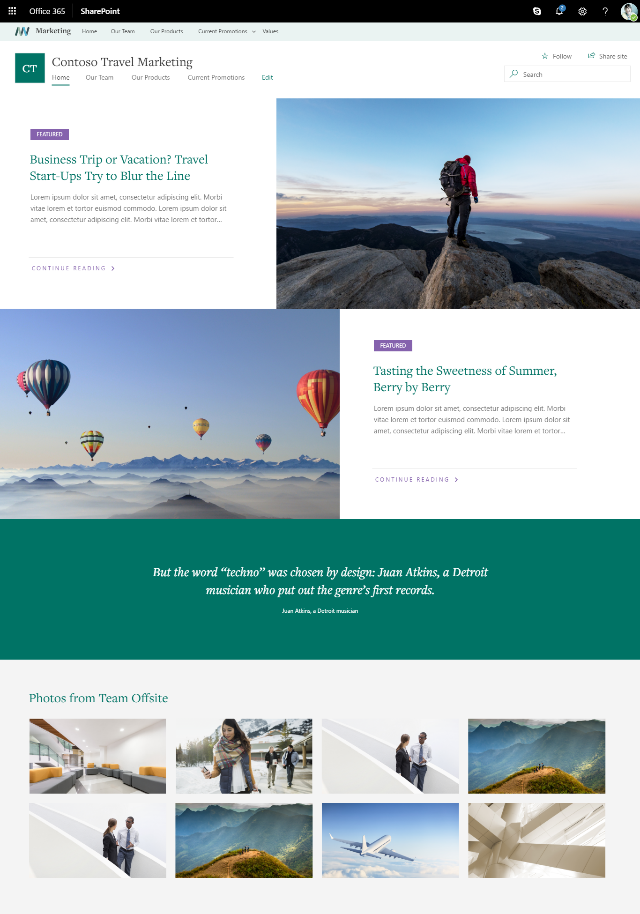 Office 365 SharePoint ?
Marketing Home Our Team Our Products Current Promotions Values
CT
Contoso Travel Marketing
Home Our Team Our Products Current Promotions Edit
Follow Share site
Search
FEATURED
Business Trip or Vacation? Travel
Start-Ups Try to Blur the Line
Lorem ipsum dolor sit amet, consectetur adipiscing elit. Morbi
vitae lorem et tortor euismod commodo. Lorem ipsum dolor sit
amet, consectetur adipiscing elit. Morbi vitae lorem et tortor...
CONTINUE READING
FEATURED
Tasting the Sweetness of Summer,
Berry by Berry
Lorem ipsum dolor sit amet, consectetur adipiscing elit. Morbi
vitae lorem et tortor euismod commodo. Lorem ipsum dolor sit
amet, consectetur adipiscing elit. Morbi vitae lorem et tortor...
CONTINUE READING
But the word “techno” was chosen by design: Juan Atkins, a Detroit
musician who put out the genre’s first records.
Juan Atkins, a Detroit musician
Photos from Team Offsite